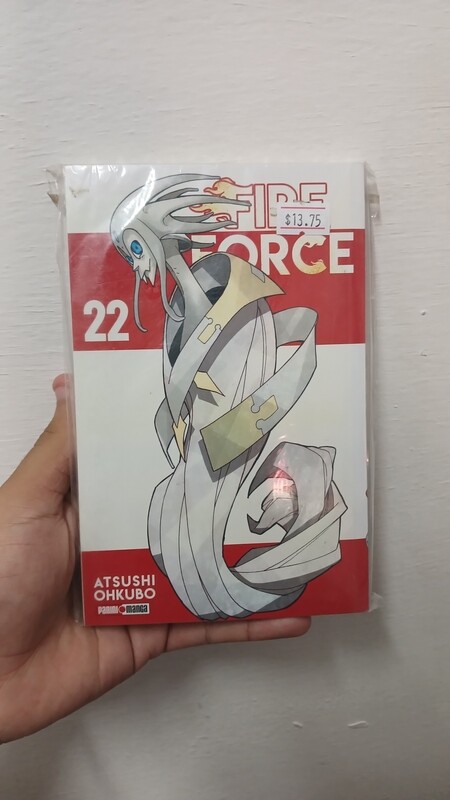 FIRE
$13.75
FORCE
22
ATSUSHI
OHKUBO
PANINI MANGA